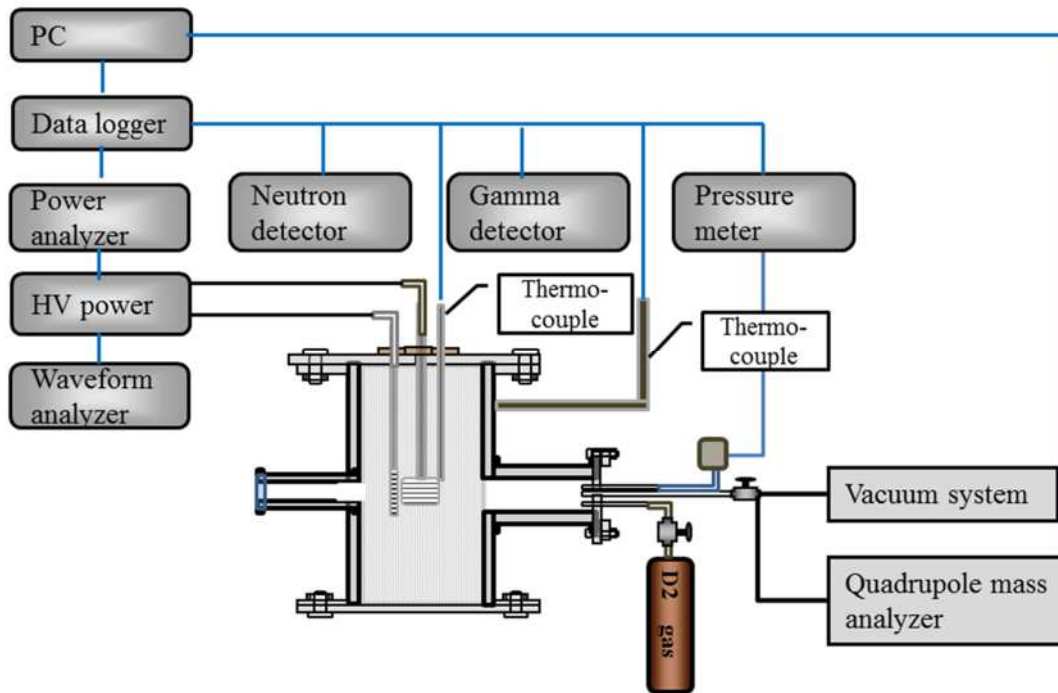 PC
Data logger
Power
analyzer
HV power
Waveform
analyzer
Neutron
detector
Gamma
detector
Pressure
meter
Thermo-
couple
Thermo-
couple
Vacuum system
Quadrupole mass
analyzer
D2 gas